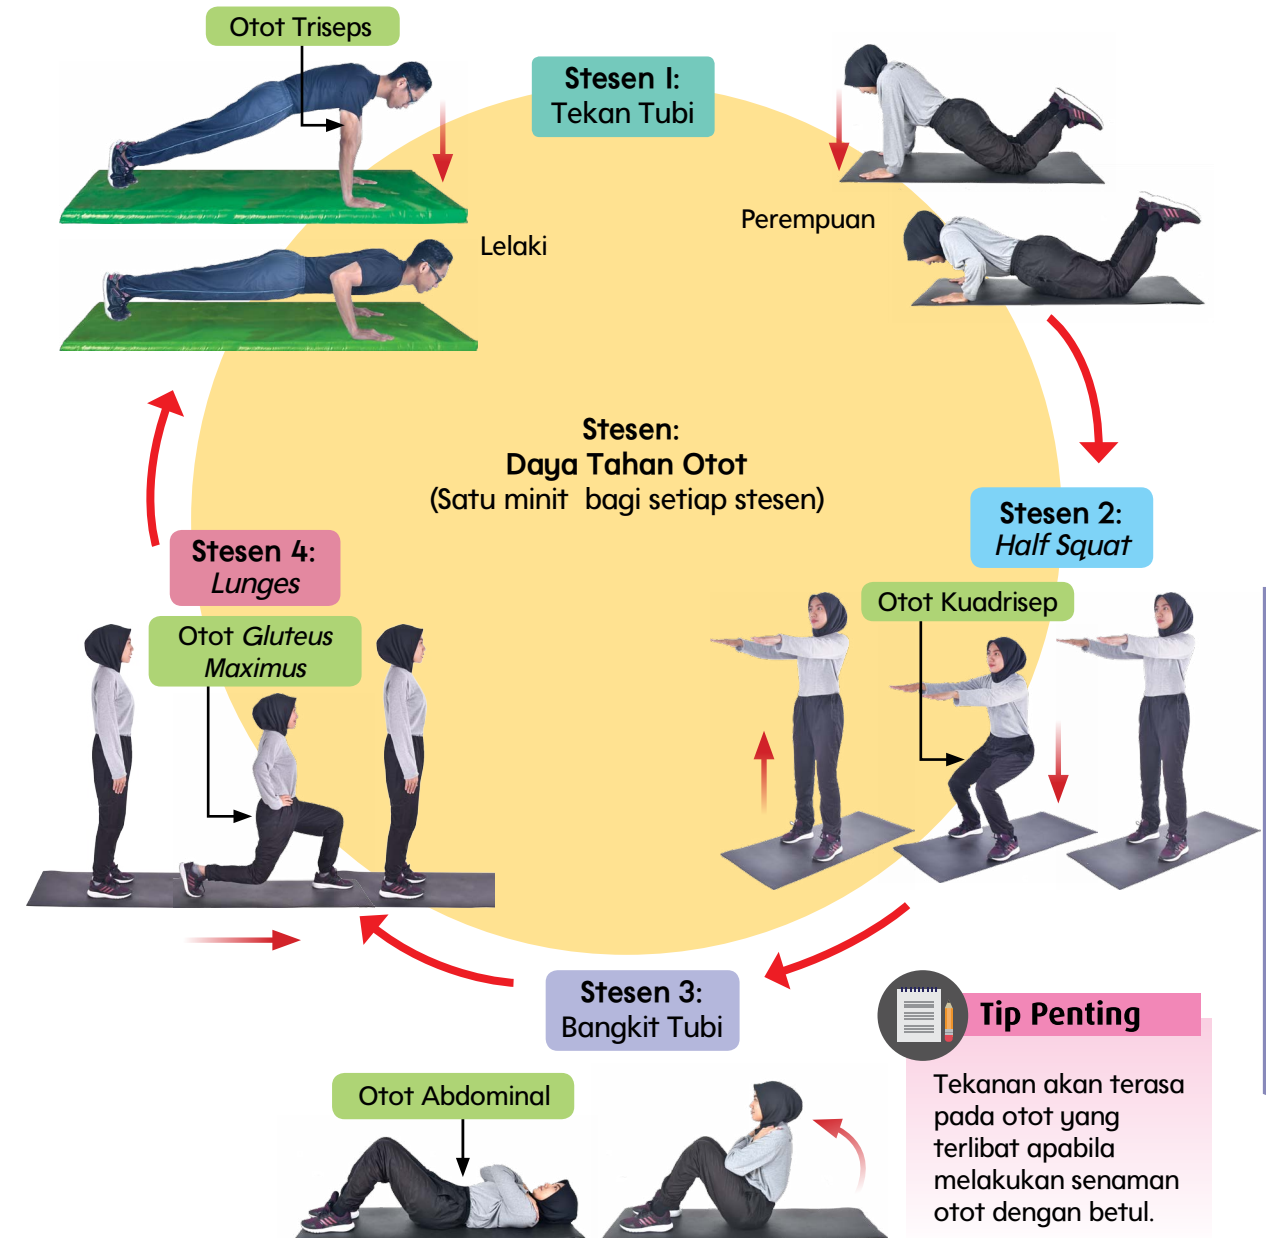 Otot Triseps
Stesen 1:
Tekan Tubi
Lelaki
Perempuan
Stesen:
Daya Tahan Otot
(Satu minit bagi setiap stesen)
Stesen 2:
Half Squat
Otot Kuadrisep
Stesen 4:
Lunges
Otot Gluteus
Maximus
Stesen 3:
Bangkit Tubi
Otot Abdominal
Tip Penting
Tekanan akan terasa
pada otot yang
terlibat apabila
melakukan senaman
otot dengan betul.